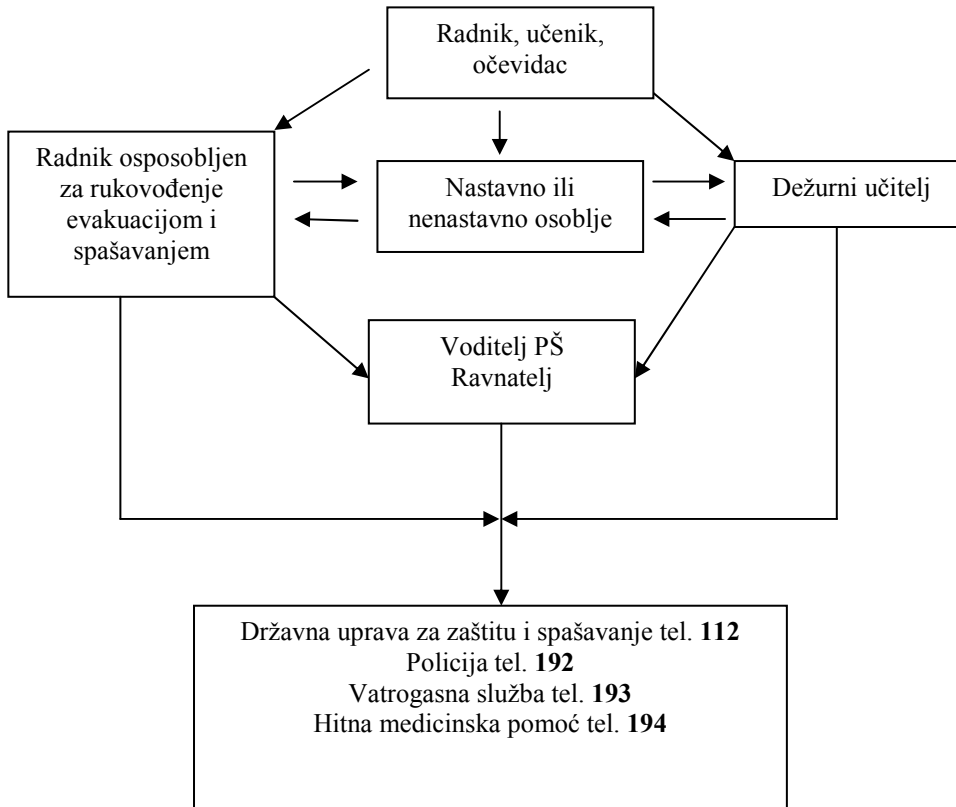 Radnik, učenik,
očevidac
Radnik osposobljen
za rukovođenje
evakuacijom i
spašavanjem
Nastavno ili
nenastavno osoblje
Dežurni učitelj
Voditelj PŠ
Ravnatelj
Državna uprava za zaštitu i spašavanje tel. 112
Policija tel. 192
Vatrogasna služba tel. 193
Hitna medicinska pomoć tel. 194